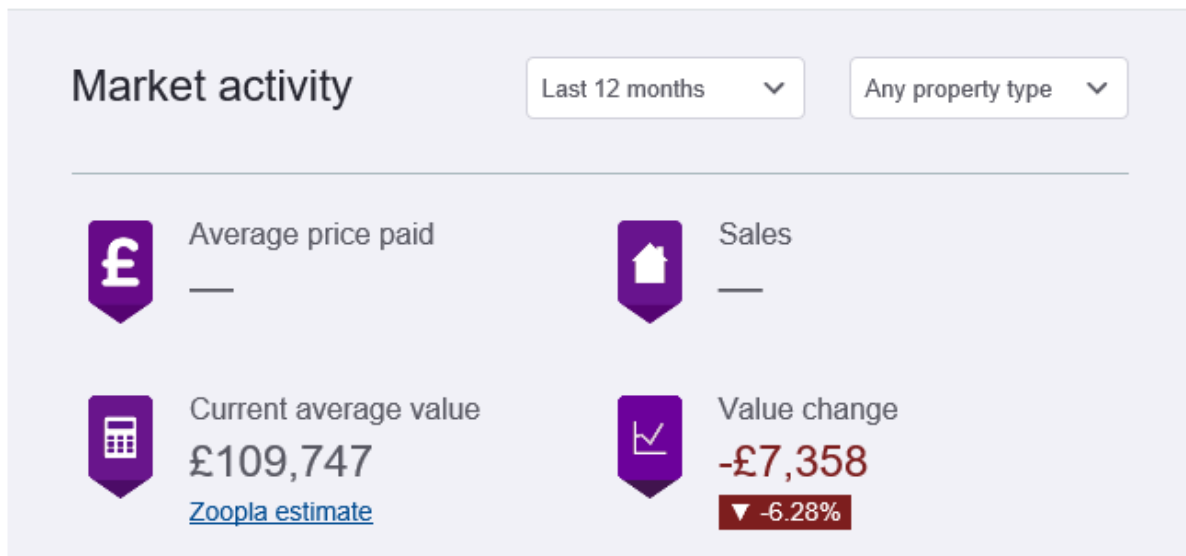 Market activity
Last 12 months
Any property type
£
Average price paid
—
Sales
—
Current average value
£109,747
Zoopla estimate
Value change
-£7,358
▼ -6.28%